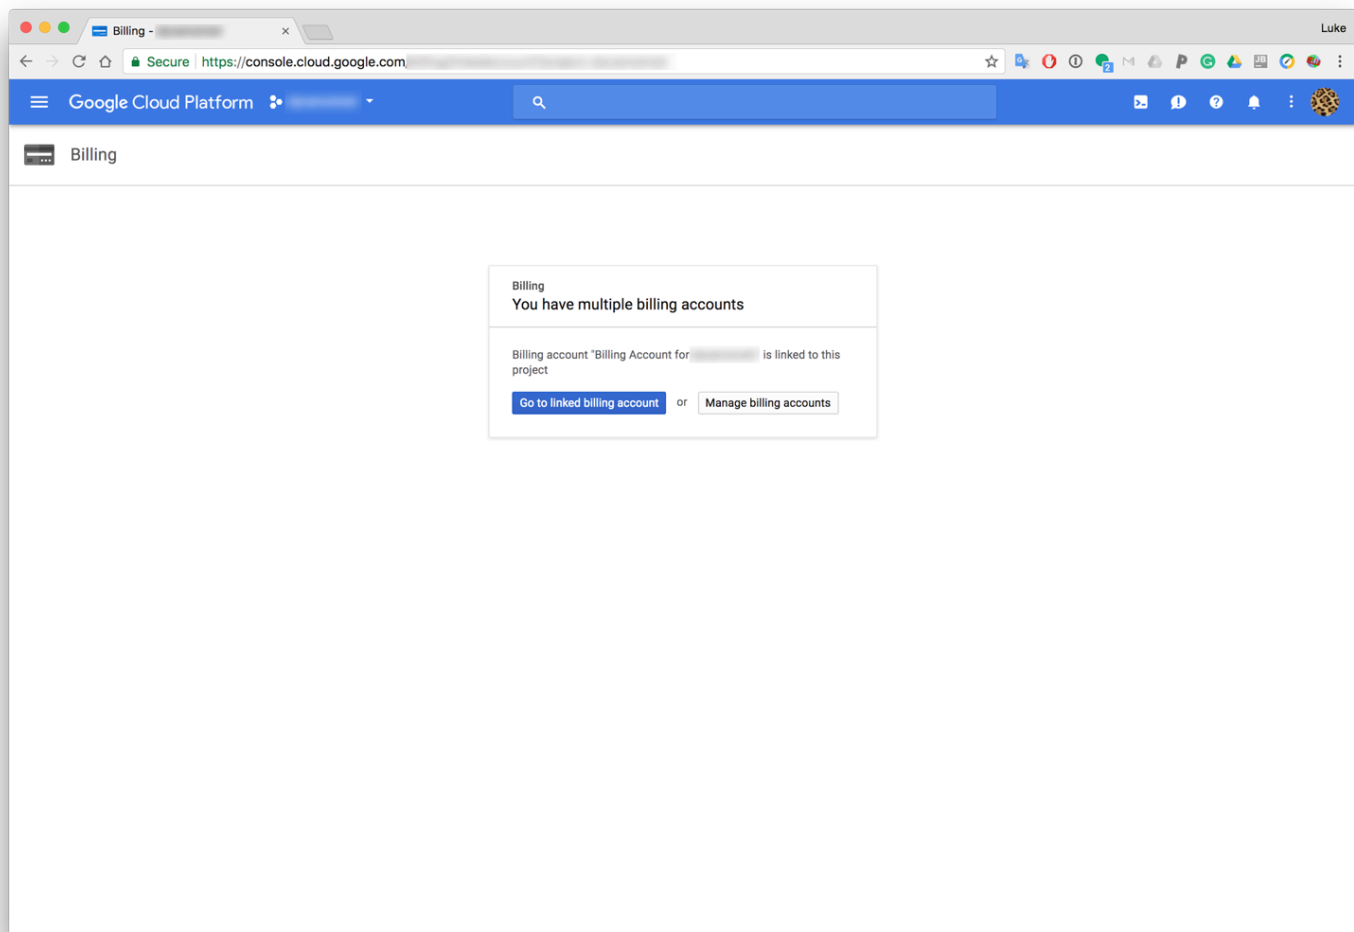 Billing -
Luke
Secure https://console.cloud.google.com
2
Google Cloud Platform
Billing
Billing
You have multiple billing accounts
Billing account "Billing Account for is linked to this
project
Go to linked billing account or Manage billing accounts